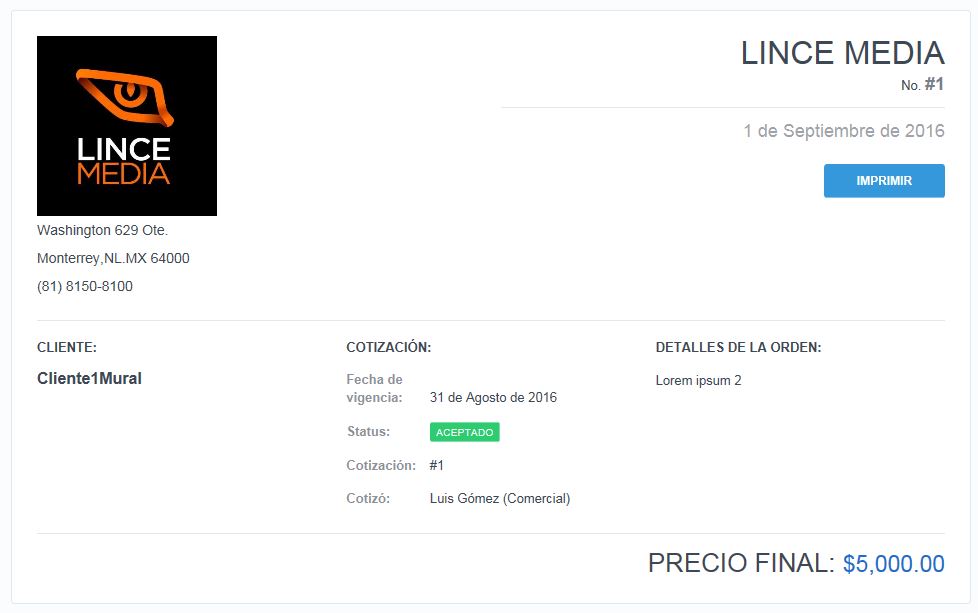 LINCE
MEDIA
Washington 629 Ote.
Monterrey,NL.MX 64000
(81) 8150-8100
LINCE MEDIA
No. #1
1 de Septiembre de 2016
IMPRIMIR
CLIENTE:
Cliente1Mural
COTIZACIÓN:
Fecha de
vigencia: 31 de Agosto de 2016
Status: ACEPTADO
Cotización: #1
Cotizó: Luis Gómez (Comercial)
DETALLES DE LA ORDEN:
Lorem ipsum 2
PRECIO FINAL: $5,000.00